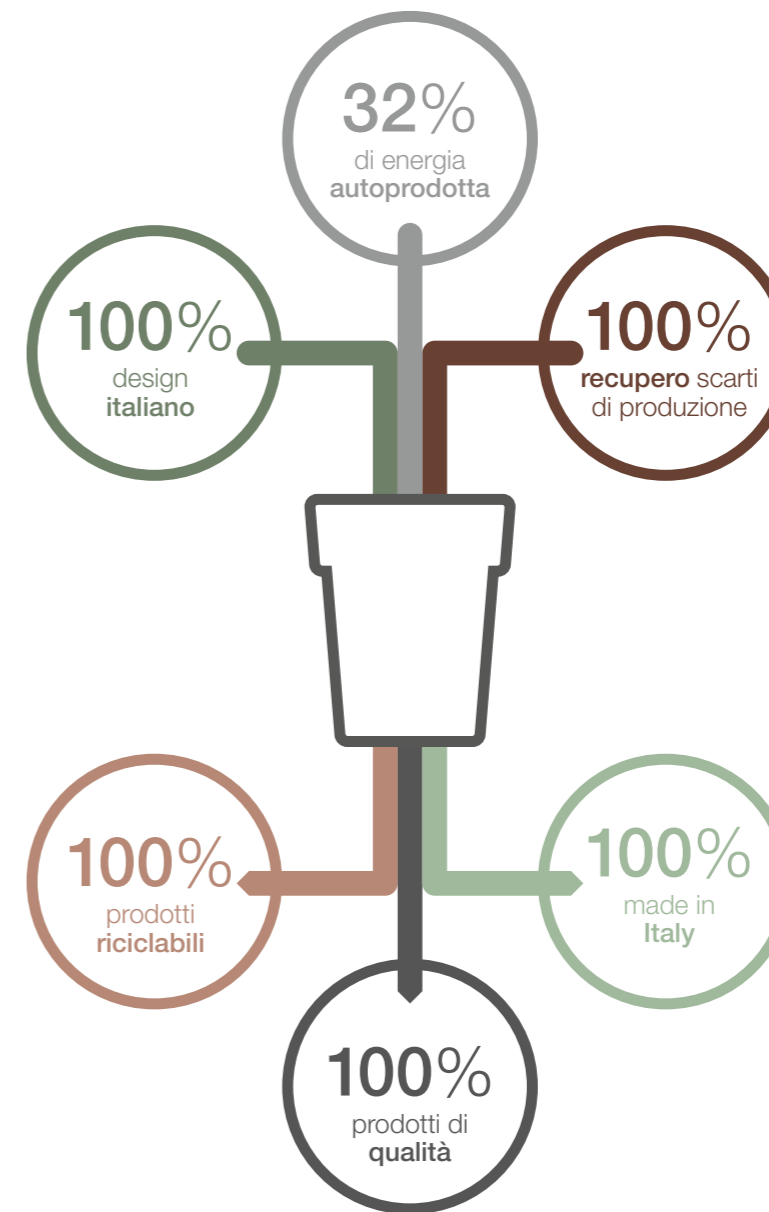 32%
di energia
autoprodotta
100%
design
italiano
100%
recupero scarti
di produzione
100%
prodotti
riciclabili
100%
made in
Italy
100%
prodotti di
qualità